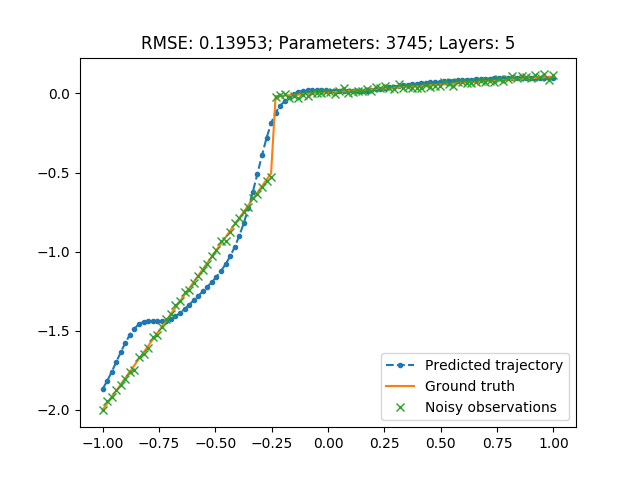 RMSE: 0.13953; Parameters: 3745; Layers: 5
0.0
−0.5
−1.0
−1.5
−2.0
Predicted trajectory
Ground truth
Noisy observations
−1.00 −0.75 −0.50 −0.25 0.00 0.25 0.50 0.75 1.00